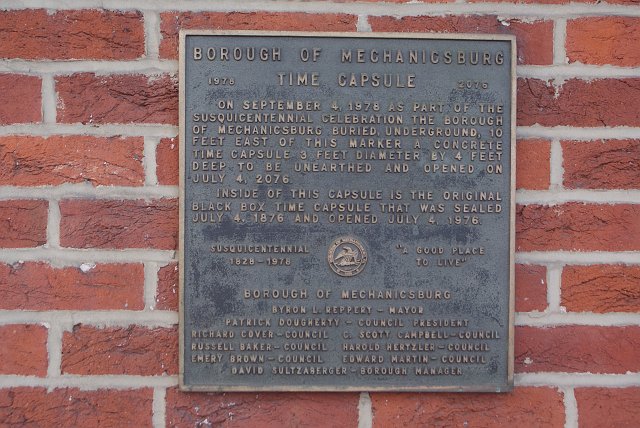 BOROUGH OF MECHANICSBURG
1978 TIME CAPSULE 2076
ON SEPTEMBER 4, 1978 AS PART OF THE
SUSQUICENTENNIAL CELEBRATION THE BOROUGH
OF MECHANICSBURG BURIED, UNDERGROUND, 10
FEET EAST OF THIS MARKER A CONCRETE
TIME CAPSULE 3 FEET DIAMETER BY 4 FEET
DEEP TO BE UNEARTHED AND OPENED ON
JULY 4, 2076.
INSIDE OF THIS CAPSULE IS THE ORIGINAL
BLACK BOX TIME CAPSULE THAT WAS SEALED
JULY 4, 1876 AND OPENED JULY 4, 1976.
SUSQUICENTENNIAL
1828-1978
"A GOOD PLACE
TO LIVE"
BOROUGH OF MECHANICSBURG
BYRON L. REPPERT - MAYOR
PATRICK DOUGHERTY - COUNCIL PRESIDENT
RICHARD COVER-COUNCIL C. SCOTT CAMPBELL-COUNCIL
RUSSELL BAKER-COUNCIL HAROLD HERTZLER-COUNCIL
EMERY BROWN-COUNCIL EDWARD MARTIN-COUNCIL
DAVID SULTZABERGER-BOROUGH MANAGER